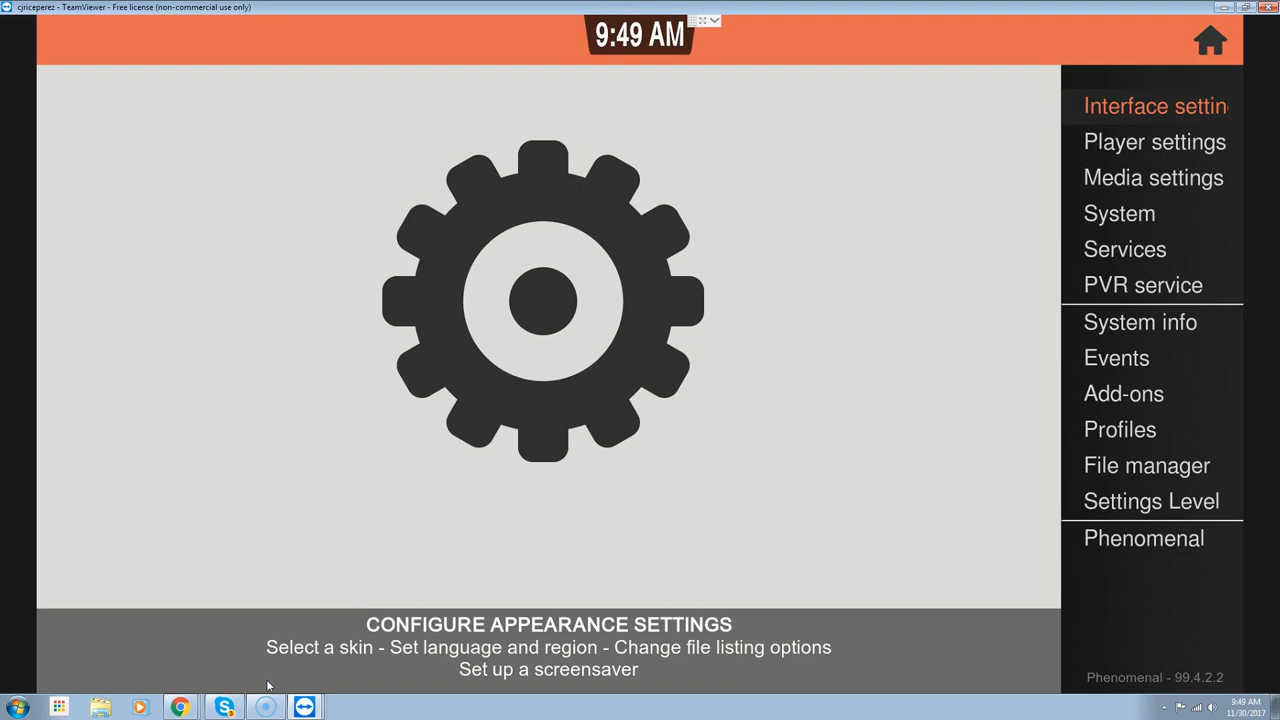 cjriceperez - TeamViewer - Free license (non-commercial use only)
9:49 AM
Interface settin
Player settings
Media settings
System
Services
PVR service
System info
Events
Add-ons
Profiles
File manager
Settings Level
Phenomenal
CONFIGURE APPEARANCE SETTINGS
Select a skin - Set language and region - Change file listing options
Set up a screensaver
Phenomenal - 99.4.2.2
9:49 AM
11/30/2017